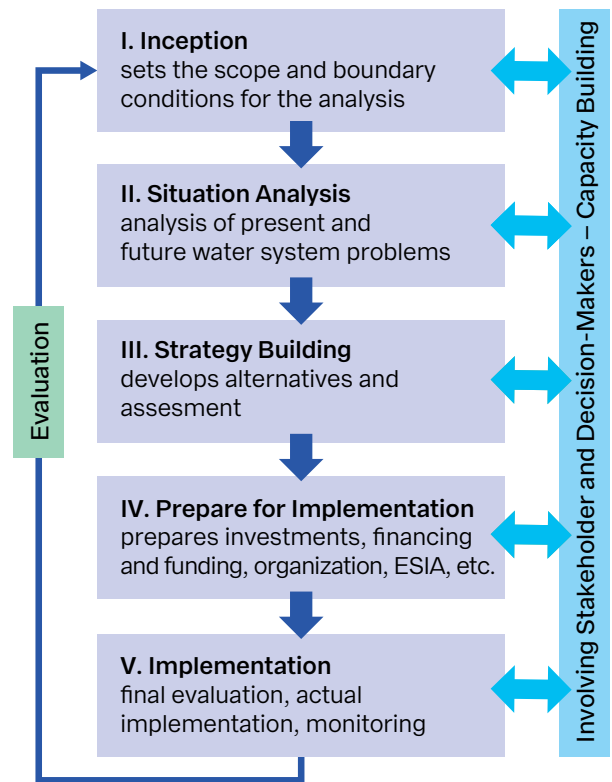 I. Inception
sets the scope and boundary
conditions for the analysis
II. Situation Analysis
analysis of present and
future water system problems
III. Strategy Building
develops alternatives and
assesment
IV. Prepare for Implementation
prepares investments, financing
and funding, organization, ESIA, etc.
V. Implementation
final evaluation, actual
implementation, monitoring
Evaluation
Involving Stakeholder and Decision-Makers – Capacity Building